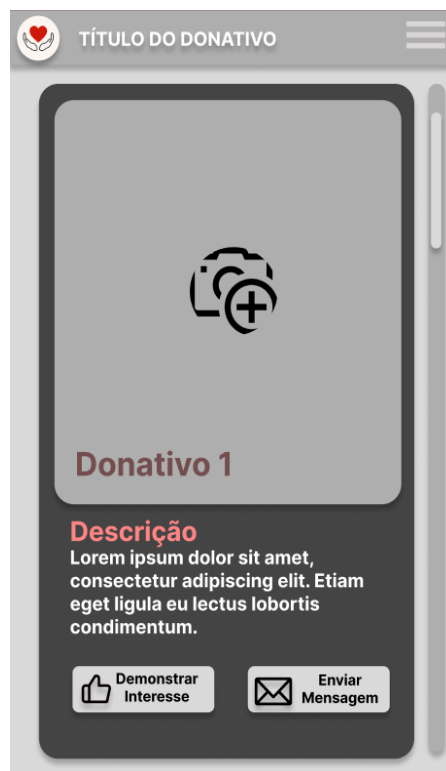 TÍTULO DO DONATIVO
Donativo 1
Descrição
Lorem ipsum dolor sit amet,
consectetur adipiscing elit. Etiam
eget ligula eu lectus lobortis
condimentum.
Demonstrar
Interesse
Enviar
Mensagem